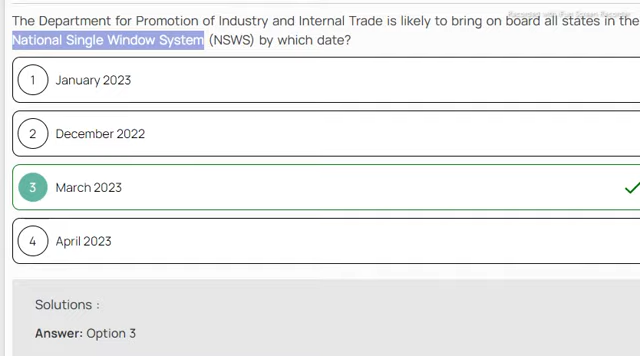 The Department for Promotion of Industry and Internal Trade is likely to bring on board all states in the
National Single Window System (NSWS) by which date?
1 January 2023
2 December 2022
3 March 2023
4 April 2023
Solutions :
Answer: Option 3